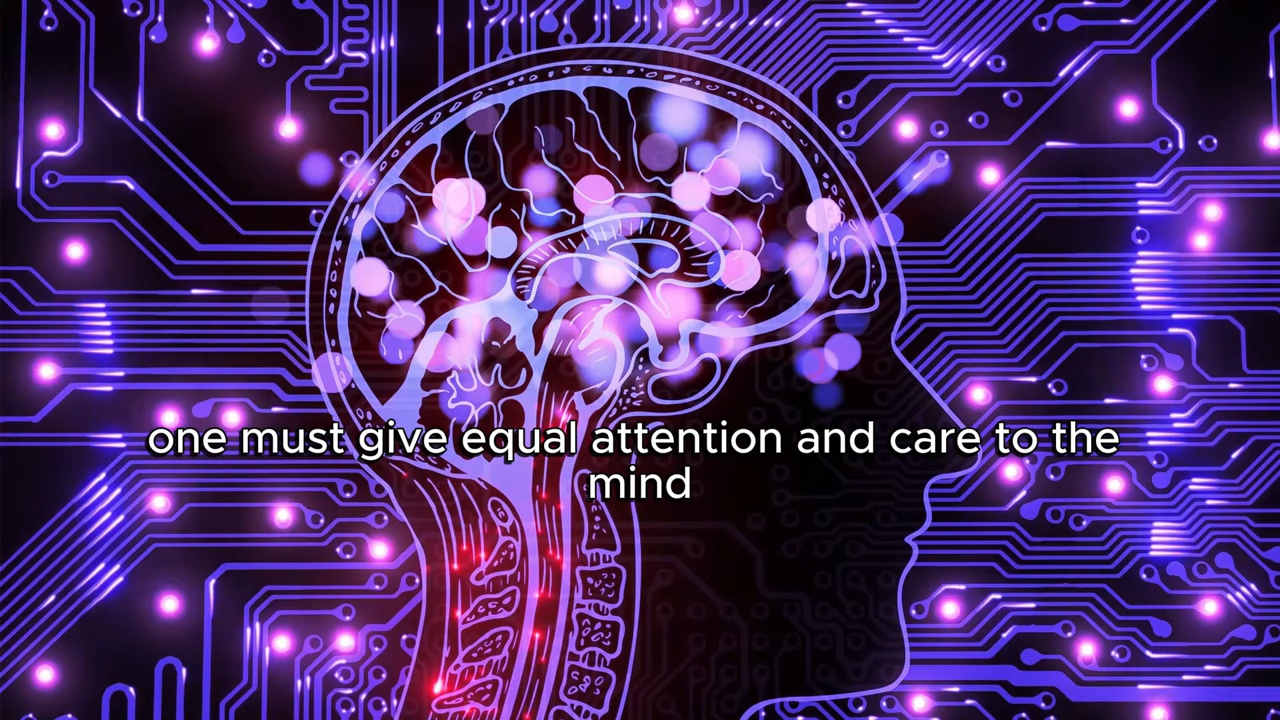 one must give equal attention and care to the
mind